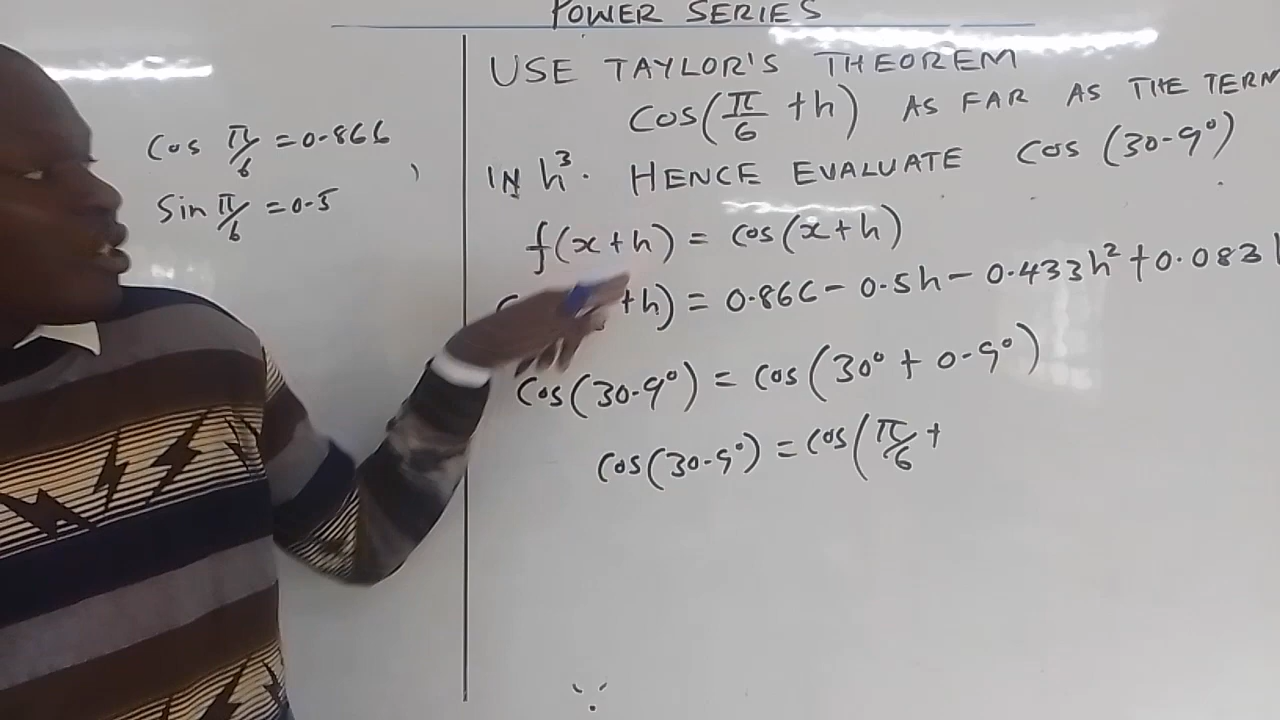 POWER SERIES
USE TAYLOR'S THEOREM
cos(π/6 + h) AS FAR AS THE TERM
IN h³. HENCE EVALUATE cos (30.9°)
f(x+h) = cos(x+h)
+h) = 0.866 - 0.5h - 0.433h² + 0.083
cos(30.9°) = cos(30° + 0.9°)
cos(30.9°) = cos(π/6 +
cos π/6 = 0.866
sin π/6 = 0.5